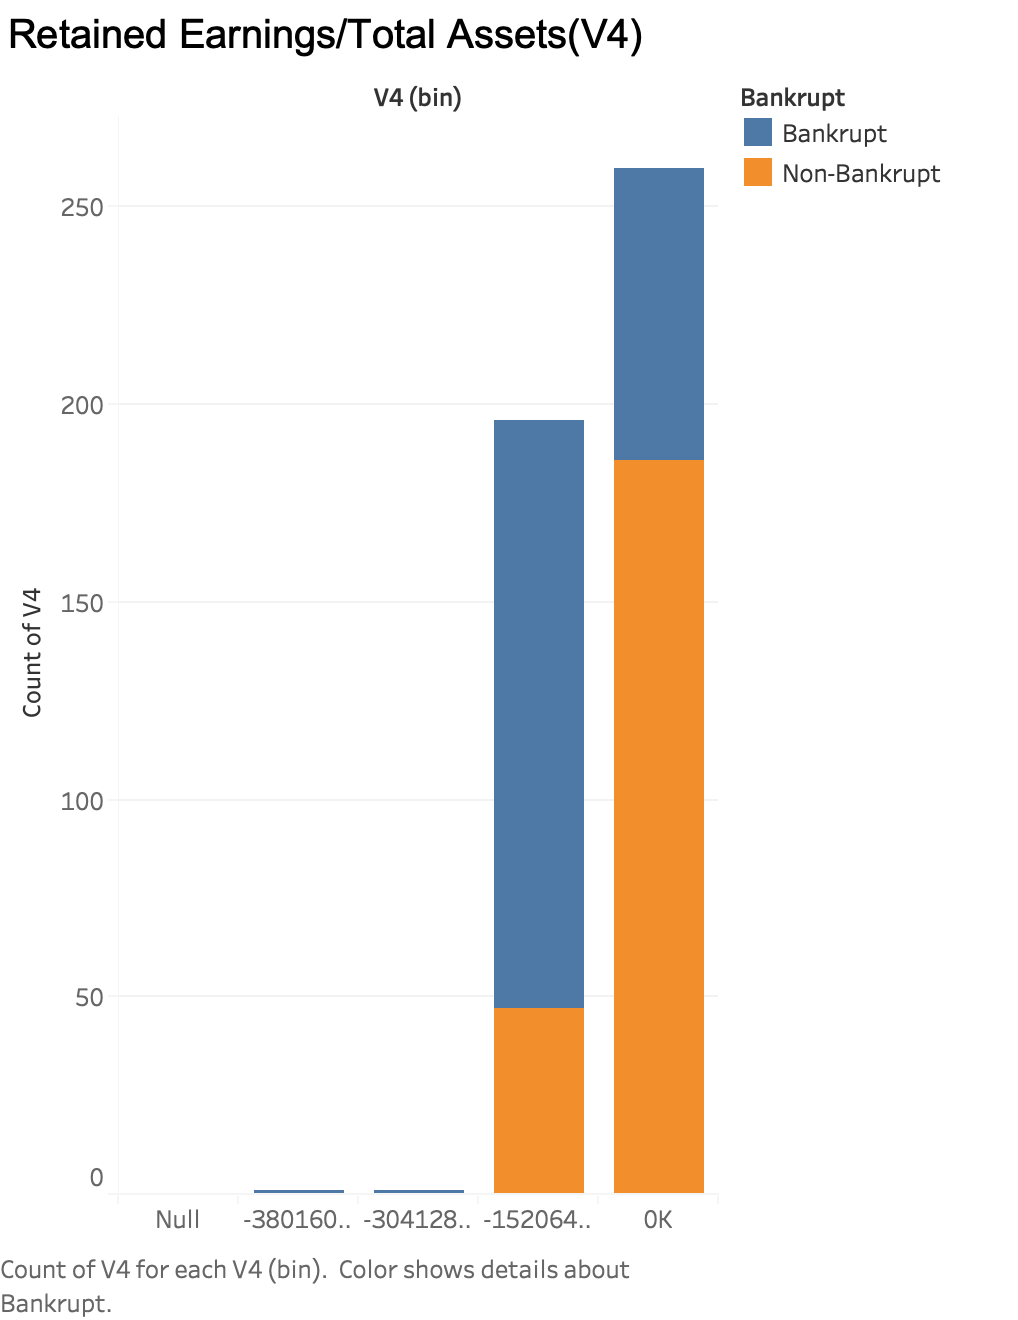 Retained Earnings/Total Assets(V4)
V4 (bin)
Bankrupt
Bankrupt
Non-Bankrupt
250
200
150
100
50
0
Count of V4
Null -380160.. -304128.. -152064.. 0K
Count of V4 for each V4 (bin). Color shows details about
Bankrupt.